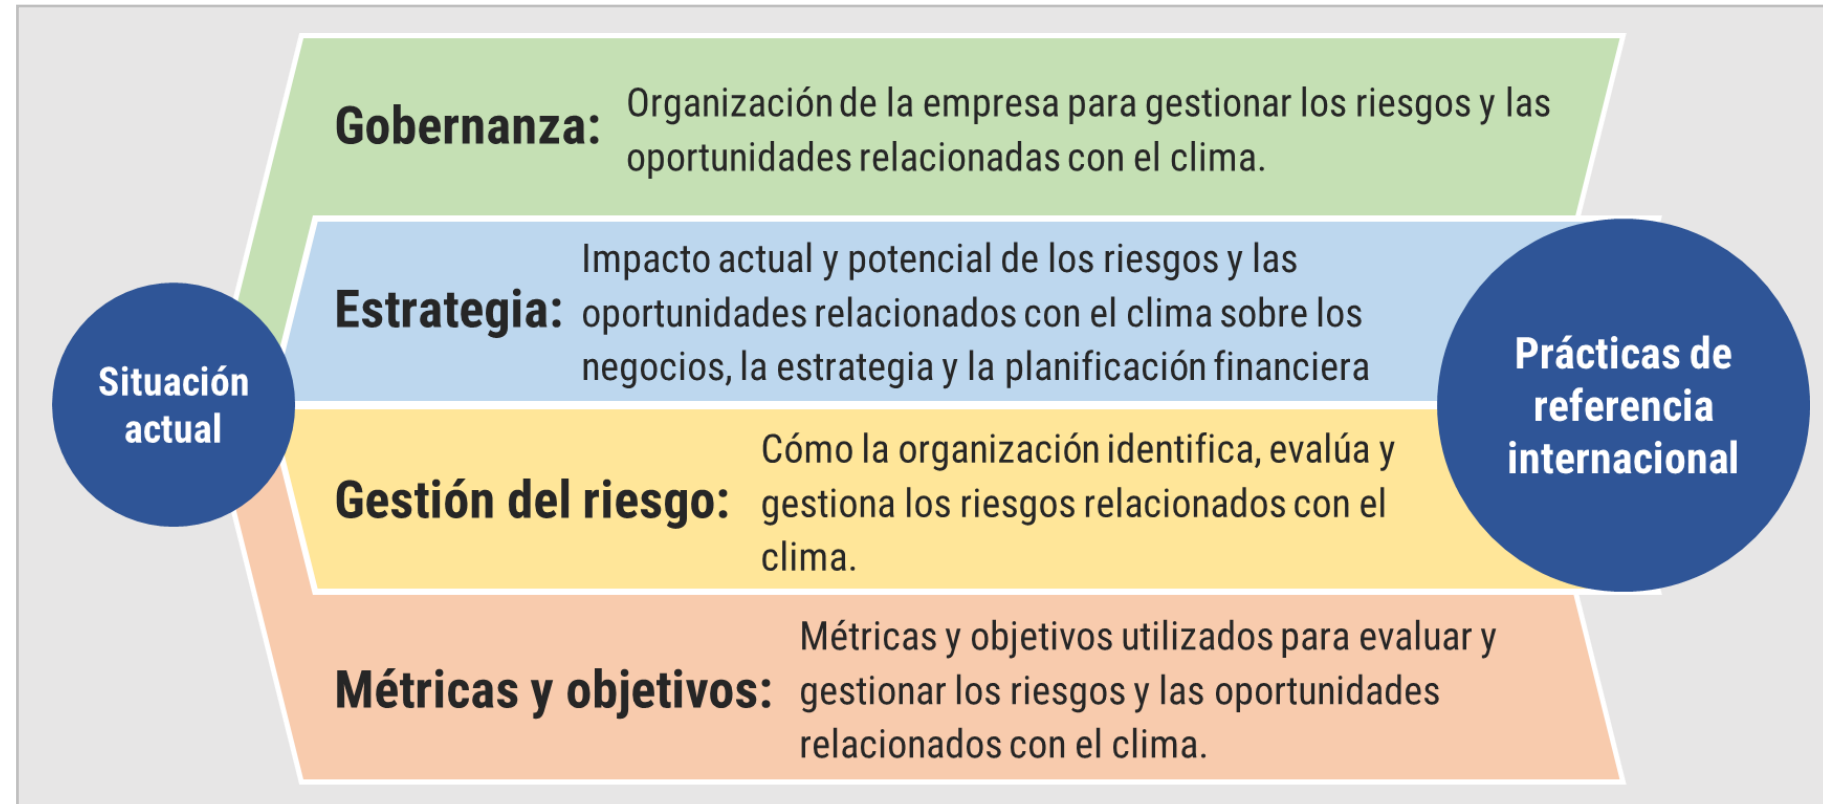 Gobernanza:
Organización de la empresa para gestionar los riesgos y las
oportunidades relacionadas con el clima.
Estrategia:
Impacto actual y potencial de los riesgos y las
oportunidades relacionados con el clima sobre los
negocios, la estrategia y la planificación financiera
Situación
actual
Prácticas de
referencia
internacional
Gestión del riesgo:
Cómo la organización identifica, evalúa y
gestiona los riesgos relacionados con el
clima.
Métricas y objetivos:
Métricas y objetivos utilizados para evaluar y
gestionar los riesgos y las oportunidades
relacionados con el clima.